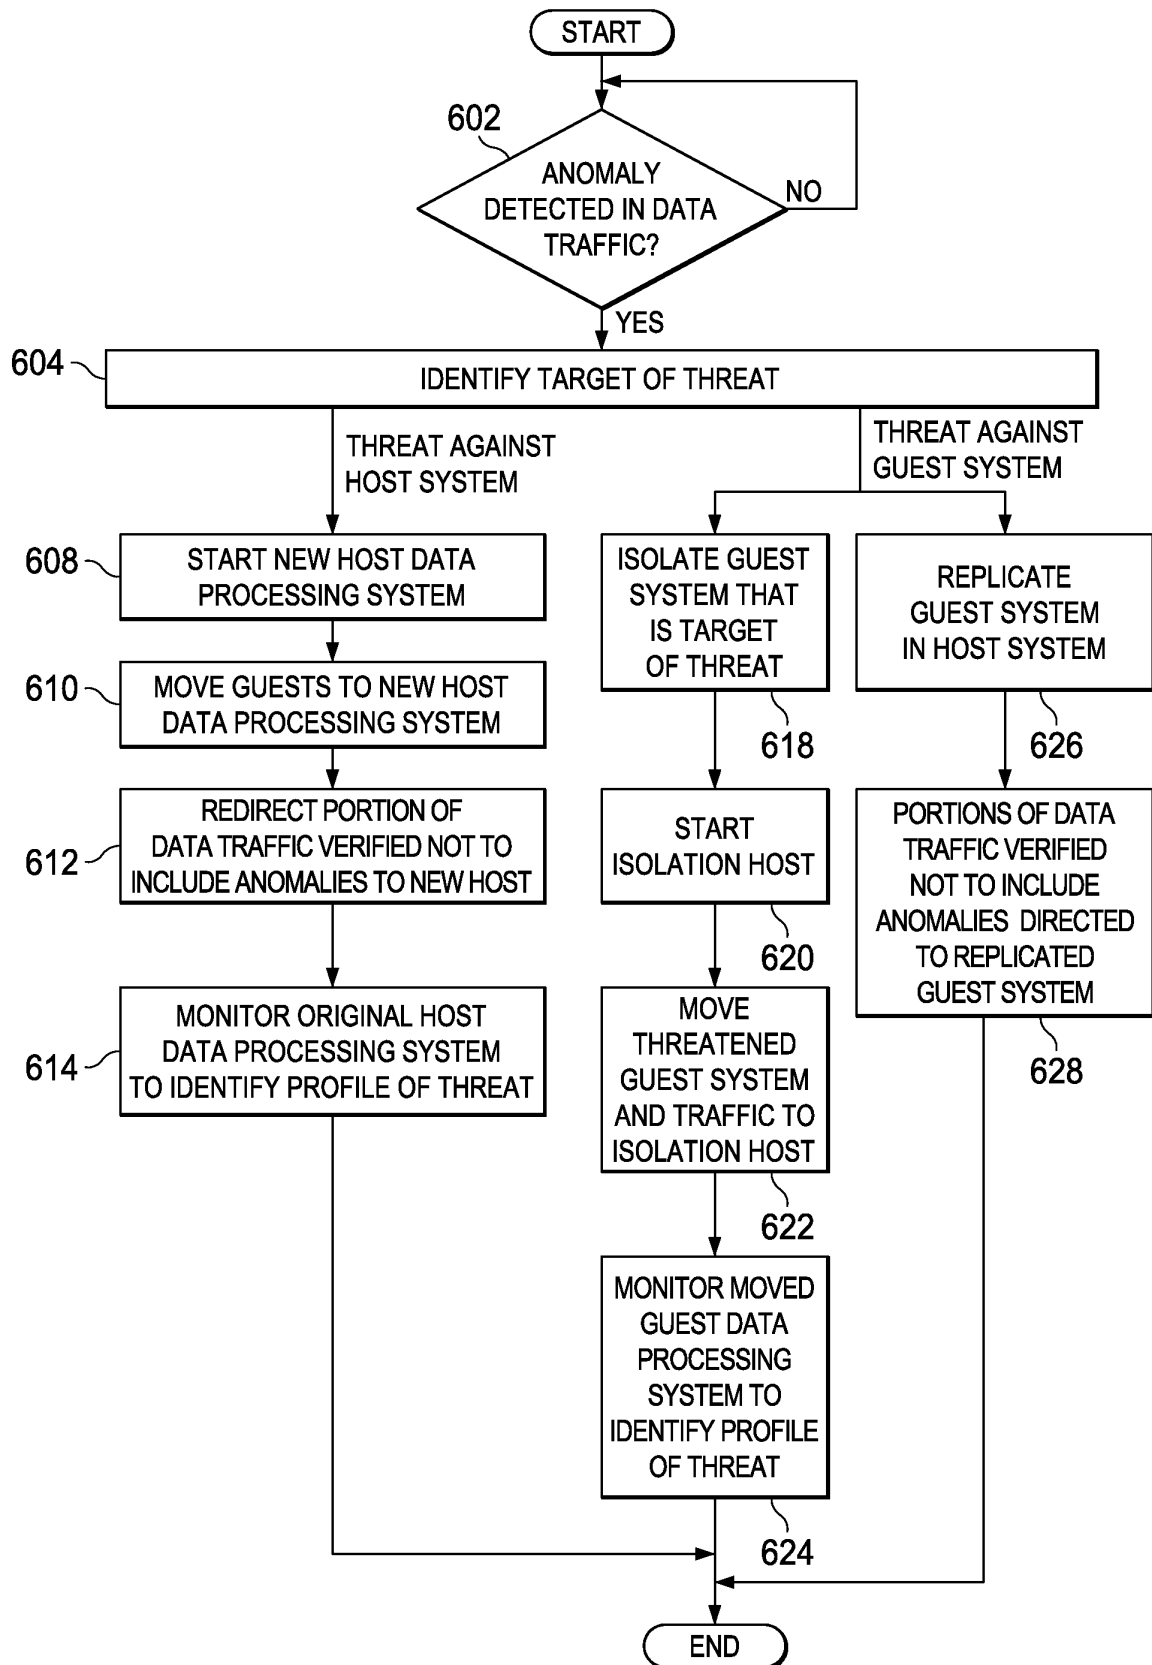 START
602
ANOMALY
DETECTED IN DATA
TRAFFIC?
NO
YES
604
IDENTIFY TARGET OF THREAT
THREAT AGAINST
HOST SYSTEM
THREAT AGAINST
GUEST SYSTEM
608
START NEW HOST DATA
PROCESSING SYSTEM
610
MOVE GUESTS TO NEW HOST
DATA PROCESSING SYSTEM
612
REDIRECT PORTION OF
DATA TRAFFIC VERIFIED NOT TO
INCLUDE ANOMALIES TO NEW HOST
614
MONITOR ORIGINAL HOST
DATA PROCESSING SYSTEM
TO IDENTIFY PROFILE OF THREAT
ISOLATE GUEST
SYSTEM THAT
IS TARGET
OF THREAT
618
START
ISOLATION HOST
620
MOVE
THREATENED
GUEST SYSTEM
AND TRAFFIC TO
ISOLATION HOST
622
MONITOR MOVED
GUEST DATA
PROCESSING
SYSTEM TO
IDENTIFY PROFILE
OF THREAT
624
REPLICATE
GUEST SYSTEM
IN HOST SYSTEM
626
PORTIONS OF DATA
TRAFFIC VERIFIED
NOT TO INCLUDE
ANOMALIES DIRECTED
TO REPLICATED
GUEST SYSTEM
628
END